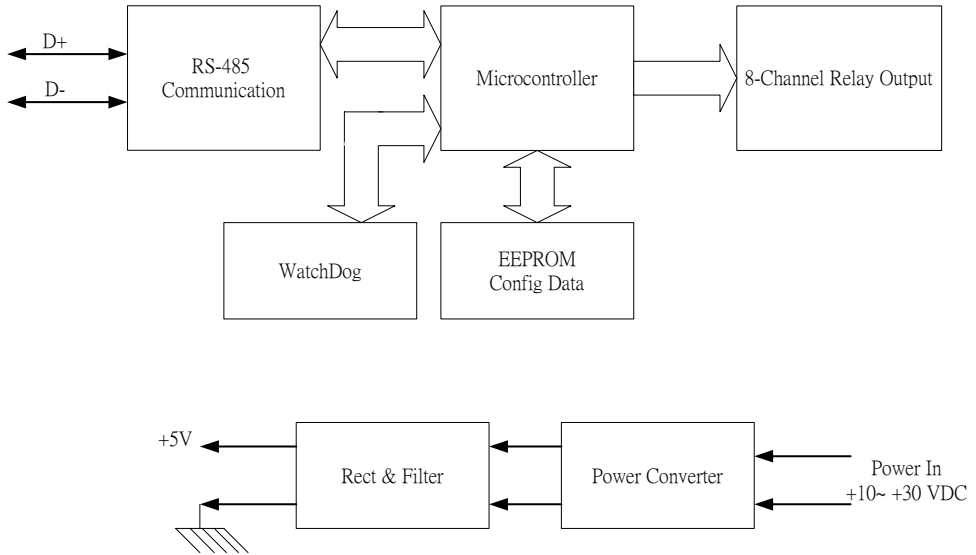 D+
D-
RS-485
Communication
Microcontroller
8-Channel Relay Output
WatchDog
EEPROM
Config Data
+5V
Rect & Filter
Power Converter
Power In
+10~ +30 VDC